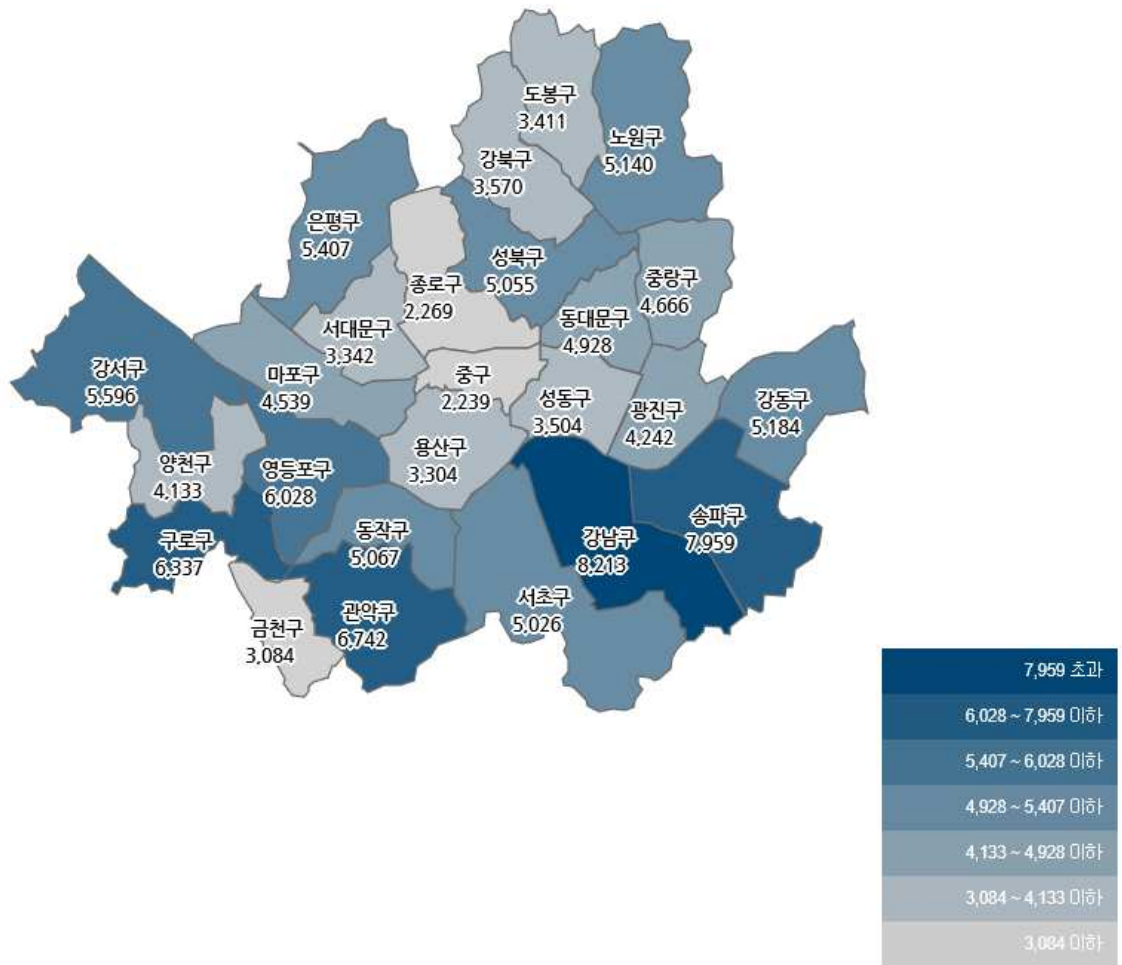 도봉구
3,411
노원구
5,140
강북구
3,570
은평구
5,407
성북구
5,055
중랑구
4,666
종로구
2,269
동대문구
4,928
서대문구
3,342
강서구
5,596
마포구
4,539
중구
2,239
성동구
3,504
광진구
4,242
강동구
5,184
양천구
4,133
영등포구
6,028
용산구
3,304
송파구
7,959
구로구
6,337
동작구
5,067
강남구
8,213
서초구
5,026
관악구
6,742
금천구
3,084
7,959 초과
6,028 ~ 7,959 이하
5,407 ~ 6,028 이하
4,928 ~ 5,407 이하
4,133 ~ 4,928 이하
3,084 ~ 4,133 이하
3,084 이하